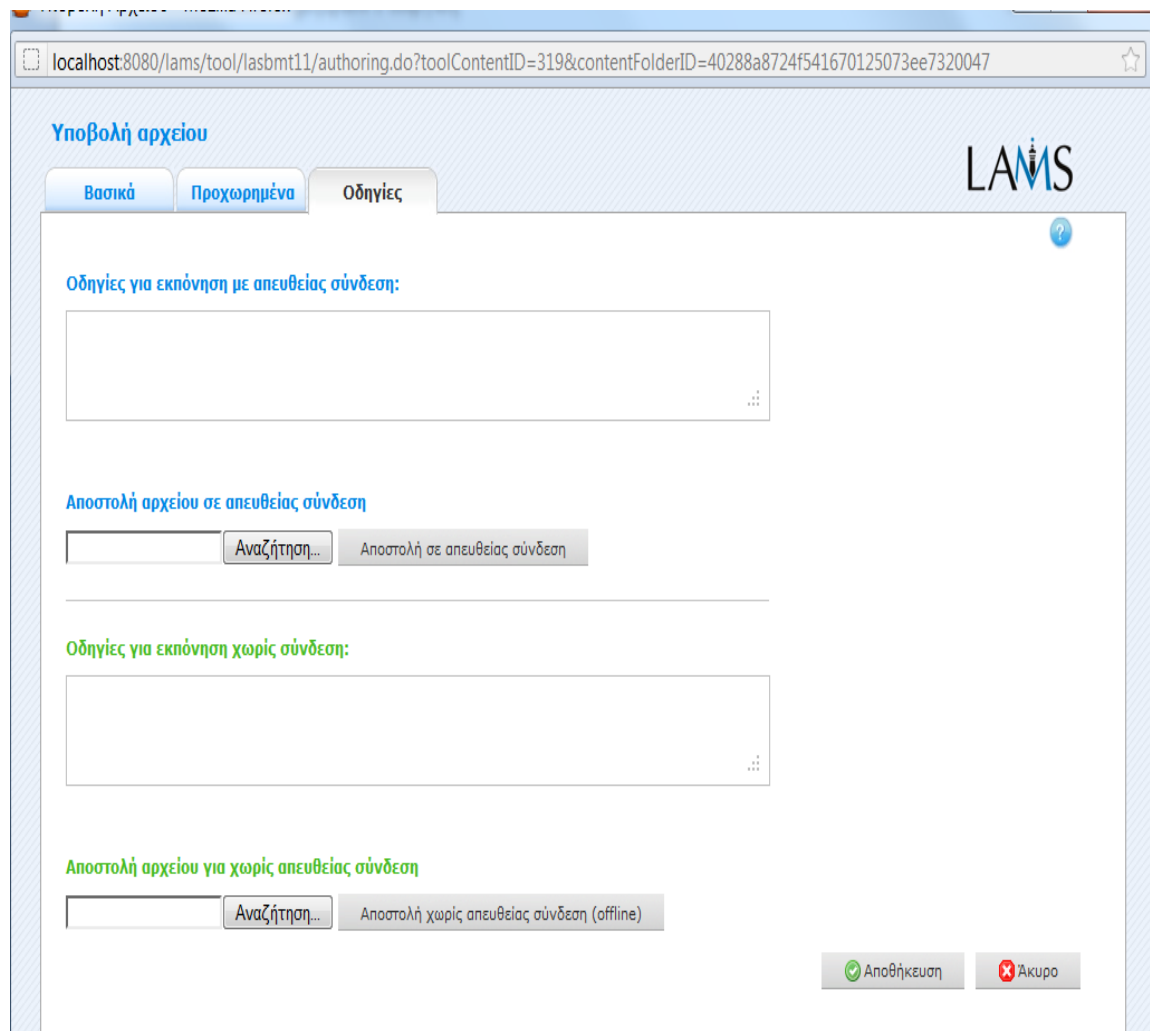 localhost:8080/lams/tool/lasbmt11/authoring.do?toolContentID=319&contentFolderID=40288a8724f541670125073ee7320047
Υποβολή αρχείου
LAMS
Βασικά Προχωρημένα Οδηγίες
?
Οδηγίες για εκπόνηση με απευθείας σύνδεση:
Αποστολή αρχείου σε απευθείας σύνδεση
Αναζήτηση... Αποστολή σε απευθείας σύνδεση
Οδηγίες για εκπόνηση χωρίς σύνδεση:
Αποστολή αρχείου για χωρίς απευθείας σύνδεση
Αναζήτηση... Αποστολή χωρίς απευθείας σύνδεση (offline)
Αποθήκευση Άκυρο